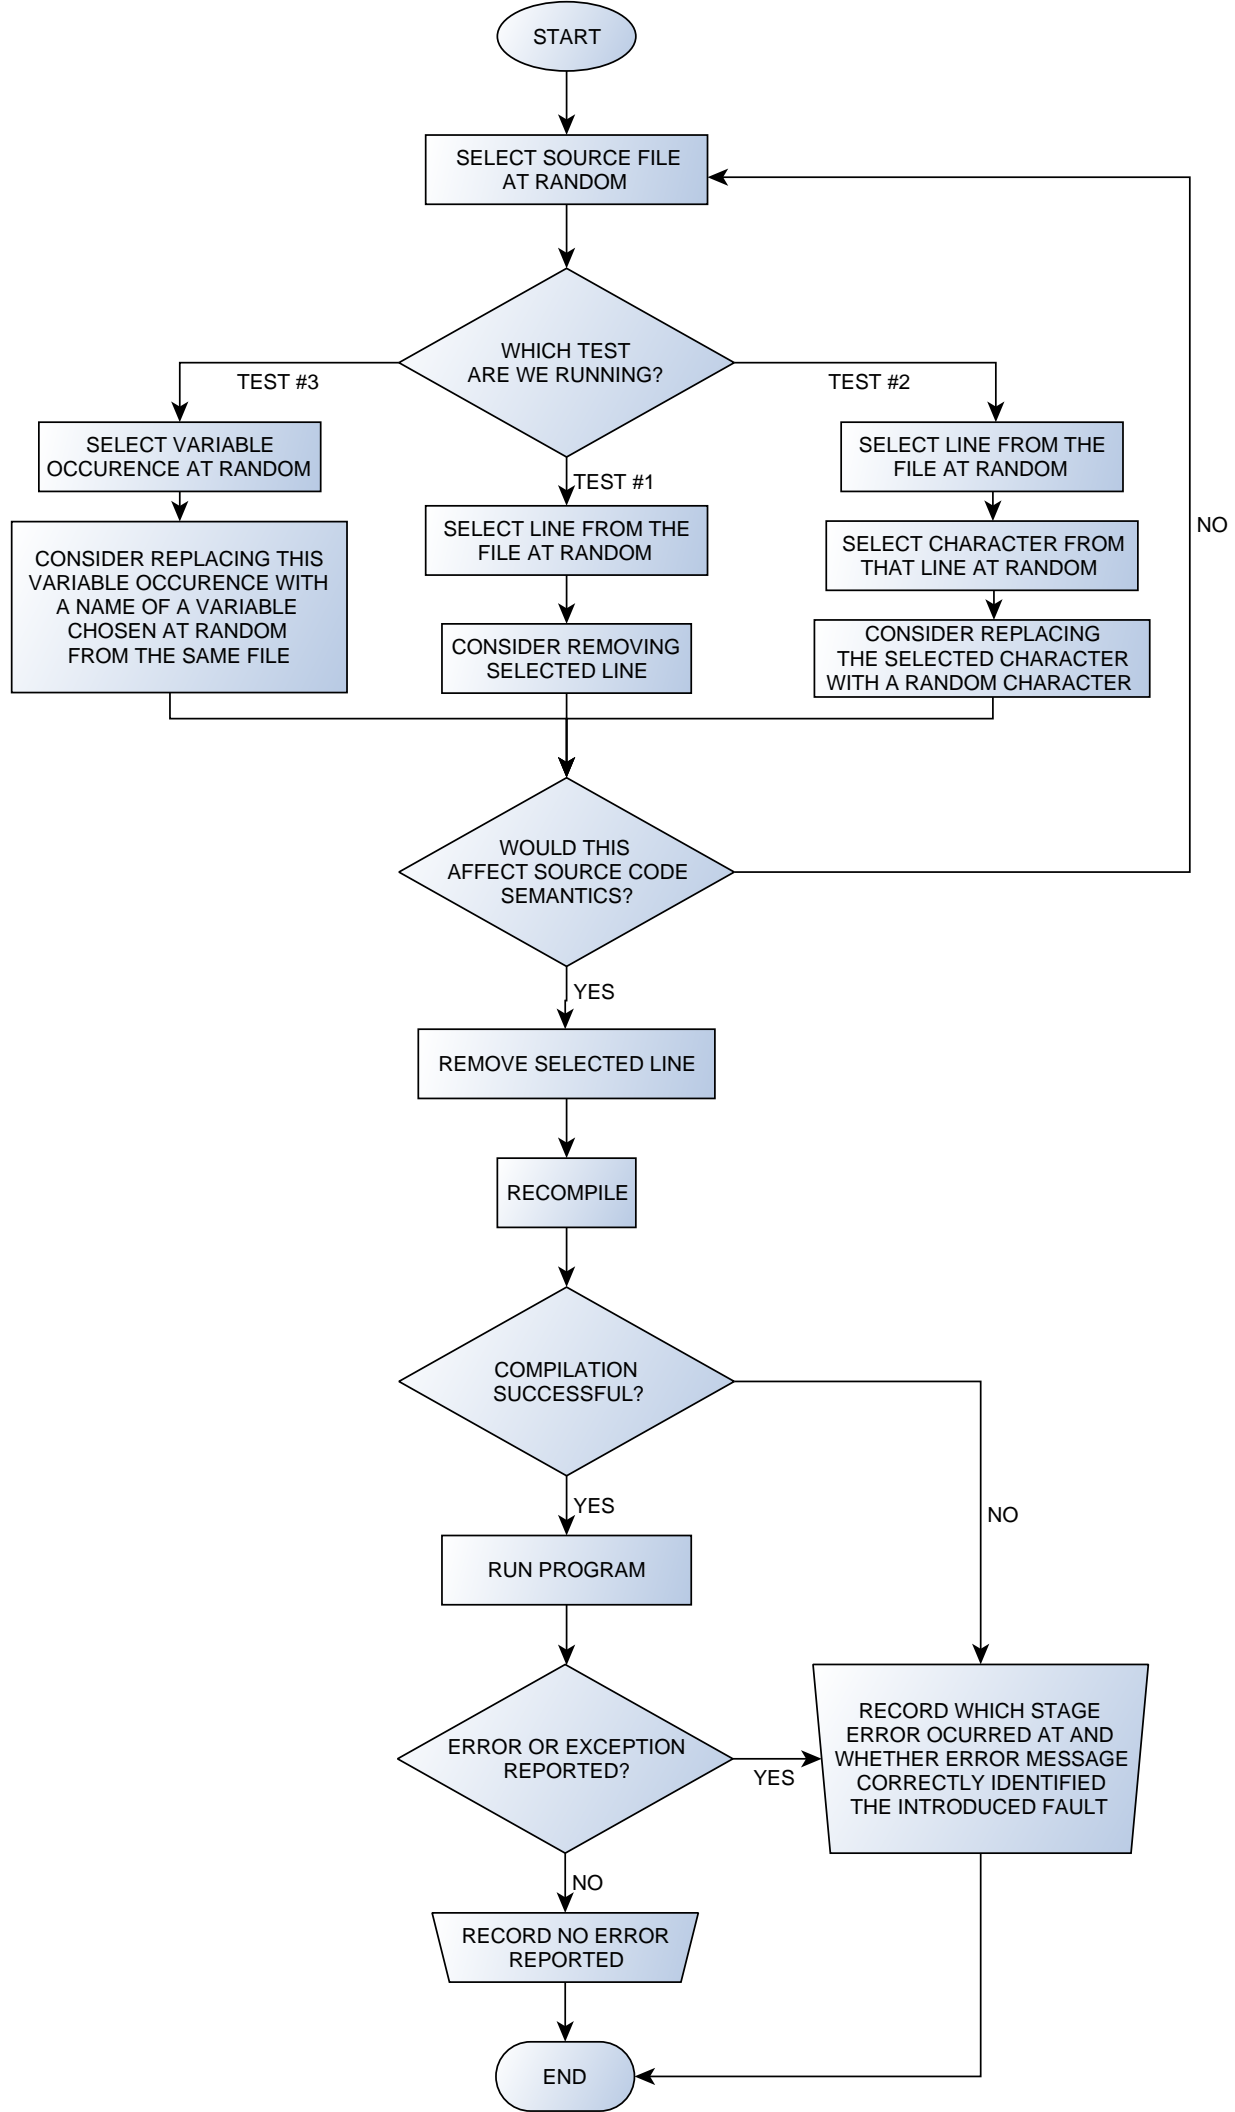 START
SELECT SOURCE FILE
AT RANDOM
WHICH TEST
ARE WE RUNNING?
TEST #3
TEST #2
SELECT VARIABLE
OCCURENCE AT RANDOM
CONSIDER REPLACING THIS
VARIABLE OCCURENCE WITH
A NAME OF A VARIABLE
CHOSEN AT RANDOM
FROM THE SAME FILE
TEST #1
SELECT LINE FROM THE
FILE AT RANDOM
CONSIDER REMOVING
SELECTED LINE
SELECT LINE FROM THE
FILE AT RANDOM
SELECT CHARACTER FROM
THAT LINE AT RANDOM
CONSIDER REPLACING
THE SELECTED CHARACTER
WITH A RANDOM CHARACTER
NO
WOULD THIS
AFFECT SOURCE CODE
SEMANTICS?
YES
REMOVE SELECTED LINE
RECOMPILE
COMPILATION
SUCCESSFUL?
YES
NO
RUN PROGRAM
ERROR OR EXCEPTION
REPORTED?
YES
RECORD WHICH STAGE
ERROR OCURRED AT AND
WHETHER ERROR MESSAGE
CORRECTLY IDENTIFIED
THE INTRODUCED FAULT
NO
RECORD NO ERROR
REPORTED
END